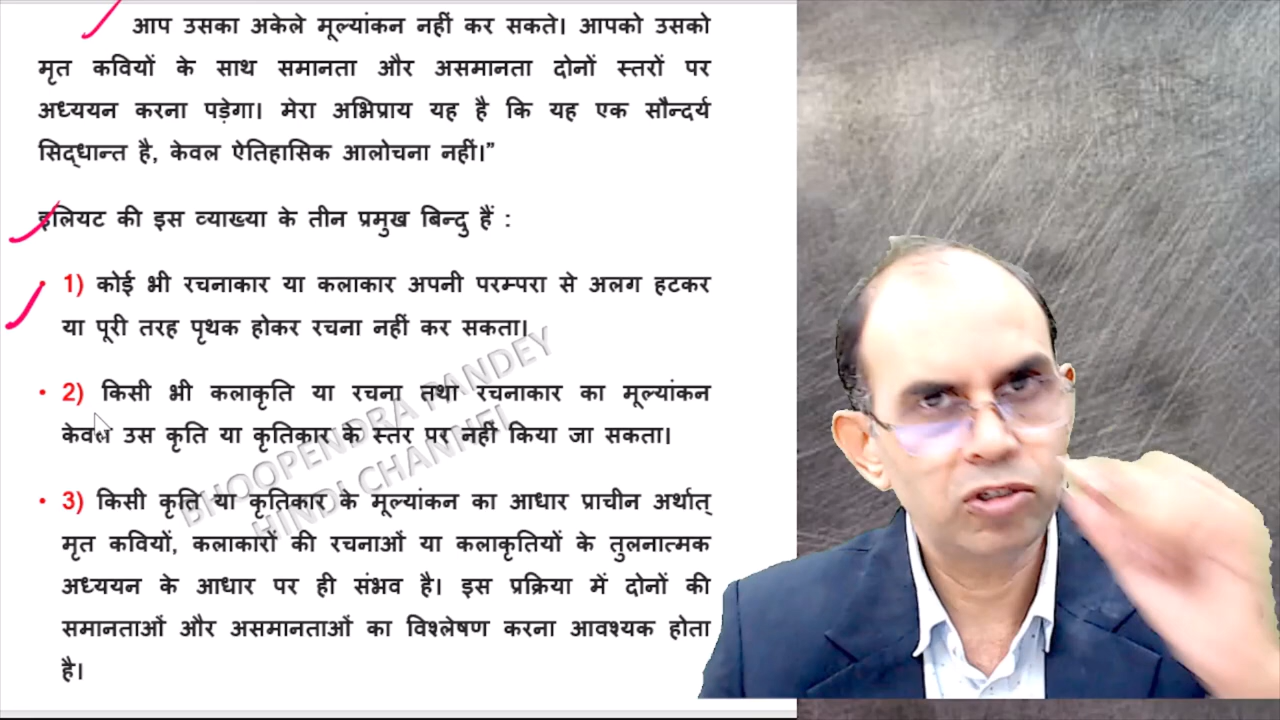 आप उसका अकेले मूल्यांकन नहीं कर सकते। आपको उसको
मृत कवियों के साथ समानता और असमानता दोनों स्तरों पर
अध्ययन करना पड़ेगा। मेरा अभिप्राय यह है कि यह एक सौन्दर्य
सिद्धान्त है, केवल ऐतिहासिक आलोचना नहीं।”
इलियट की इस व्याख्या के तीन प्रमुख बिन्दु हैं :
• 1) कोई भी रचनाकार या कलाकार अपनी परम्परा से अलग हटकर
या पूरी तरह पृथक होकर रचना नहीं कर सकता।
• 2) किसी भी कलाकृति या रचना तथा रचनाकार का मूल्यांकन
केवल उस कृति या कृतिकार के स्तर पर नहीं किया जा सकता।
• 3) किसी कृति या कृतिकार के मूल्यांकन का आधार प्राचीन अर्थात्
मृत कवियों, कलाकारों की रचनाओं या कलाकृतियों के तुलनात्मक
अध्ययन के आधार पर ही संभव है। इस प्रक्रिया में दोनों की
समानताओं और असमानताओं का विश्लेषण करना आवश्यक होता
है।
BHOOPENDRA PANDEY
HINDI CHANNEL